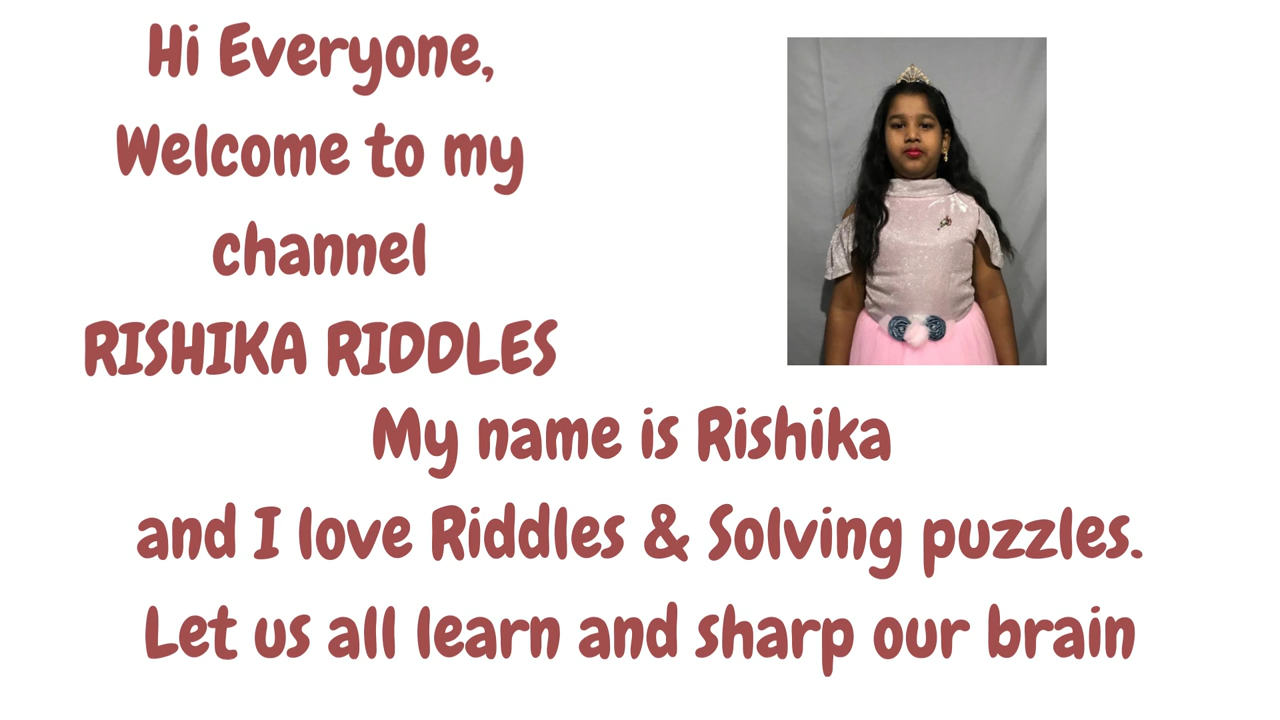 Hi Everyone,
Welcome to my
channel
RISHIKA RIDDLES
My name is Rishika
and I love Riddles & Solving puzzles.
Let us all learn and sharp our brain